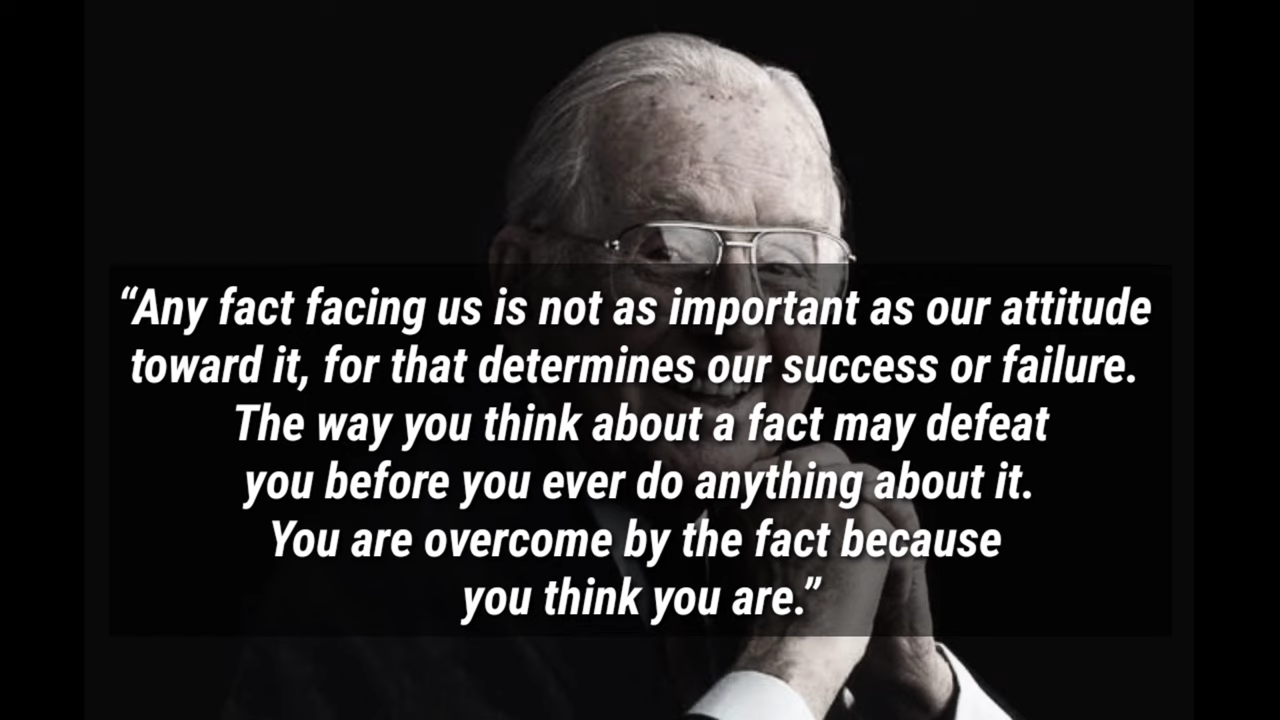 “Any fact facing us is not as important as our attitude
toward it, for that determines our success or failure.
The way you think about a fact may defeat
you before you ever do anything about it.
You are overcome by the fact because
you think you are.”